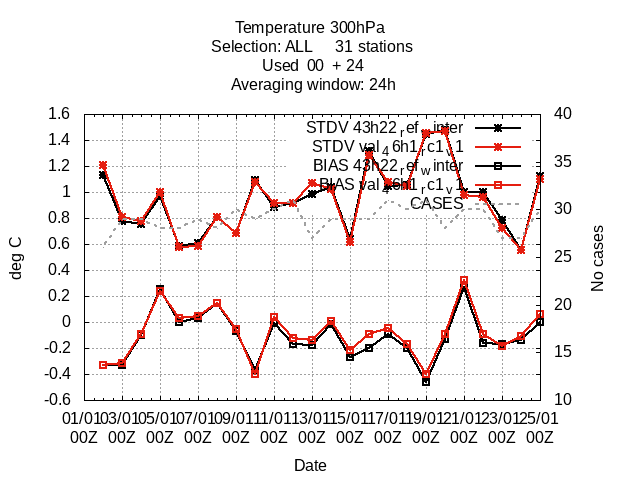 Temperature 300hPa
Selection: ALL 31 stations
Used 00 + 24
Averaging window: 24h
STDV 43h22_ref_winter
STDV val_46h1_rc1_v1
BIAS 43h22_ref_winter
BIAS val_46h1_rc1_v1
CASES
1.6
1.4
1.2
1
0.8
0.6
0.4
0.2
0
-0.2
-0.4
-0.6
deg C
40
35
30
25
20
15
10
No cases
01/01 03/01 05/01 07/01 09/01 11/01 13/01 15/01 17/01 19/01 21/01 23/01 25/01
00Z 00Z 00Z 00Z 00Z 00Z 00Z 00Z 00Z 00Z 00Z 00Z 00Z
Date